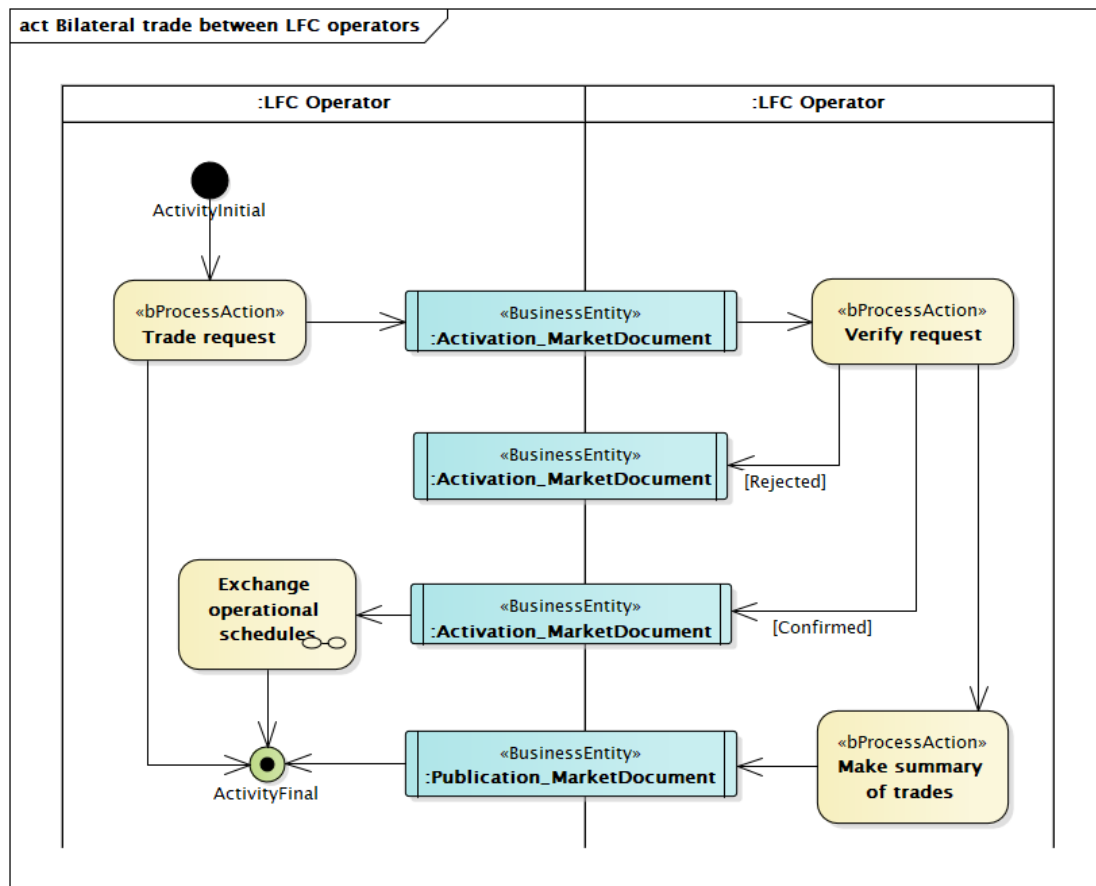 act Bilateral trade between LFC operators
:LFC Operator
:LFC Operator
ActivityInitial
«bProcessAction»
Trade request
«BusinessEntity»
:Activation_MarketDocument
«bProcessAction»
Verify request
«BusinessEntity»
:Activation_MarketDocument
[Rejected]
Exchange
operational
schedules
«BusinessEntity»
:Activation_MarketDocument
[Confirmed]
ActivityFinal
«BusinessEntity»
:Publication_MarketDocument
«bProcessAction»
Make summary
of trades